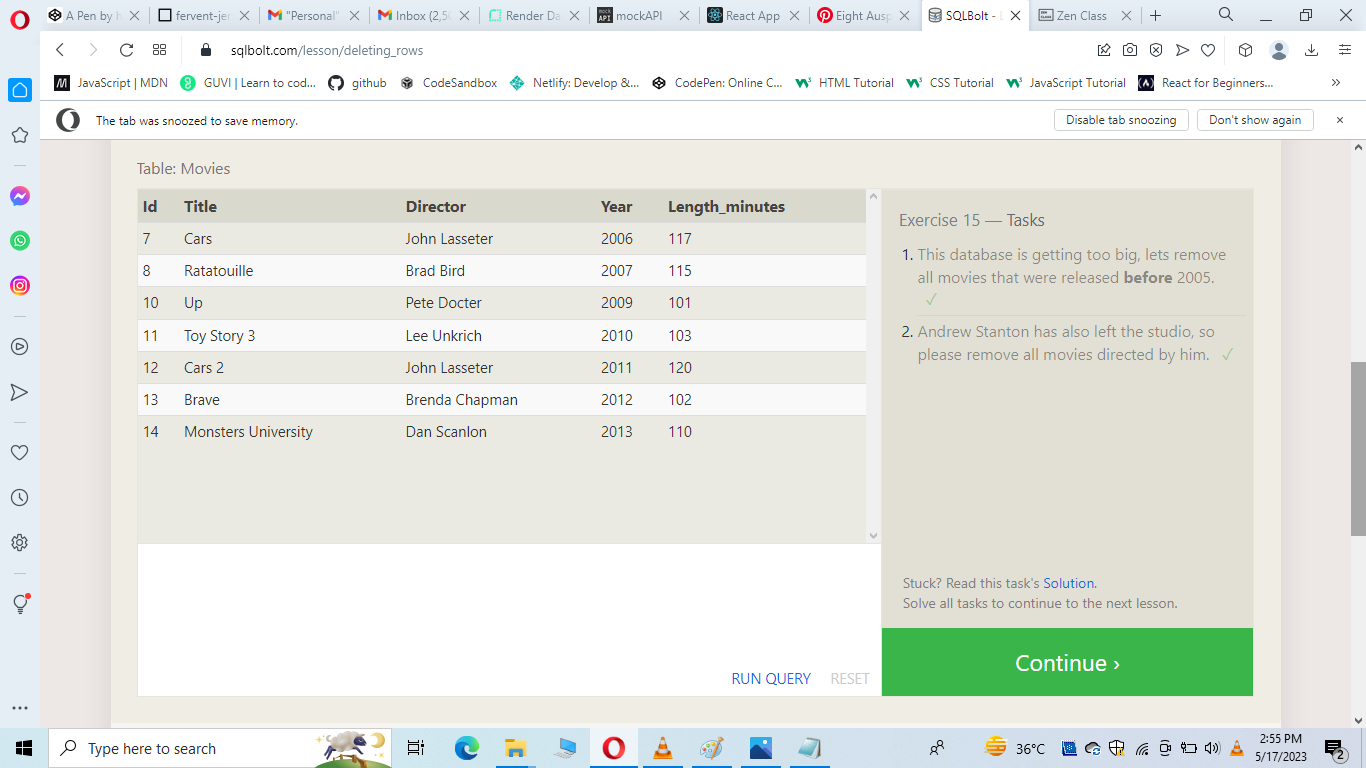 A Pen by h
fervent-jer
"Personal"
Inbox (2,5
Render Da
mockAPI
React App
Eight Ausp
SQLBolt - L
Zen Class
sqlbolt.com/lesson/deleting_rows
JavaScript | MDN
GUVI | Learn to cod...
github
CodeSandbox
Netlify: Develop &...
CodePen: Online C...
HTML Tutorial
CSS Tutorial
JavaScript Tutorial
React for Beginners...
The tab was snoozed to save memory.
Disable tab snoozing
Don't show again
Table: Movies
Id Title Director Year Length_minutes
7 Cars John Lasseter 2006 117
8 Ratatouille Brad Bird 2007 115
10 Up Pete Docter 2009 101
11 Toy Story 3 Lee Unkrich 2010 103
12 Cars 2 John Lasseter 2011 120
13 Brave Brenda Chapman 2012 102
14 Monsters University Dan Scanlon 2013 110
RUN QUERY RESET
Exercise 15 — Tasks
1. This database is getting too big, lets remove
all movies that were released before 2005.
✓
2. Andrew Stanton has also left the studio, so
please remove all movies directed by him. ✓
Stuck? Read this task's Solution.
Solve all tasks to continue to the next lesson.
Continue ›
Type here to search
36°C
2:55 PM
5/17/2023
2